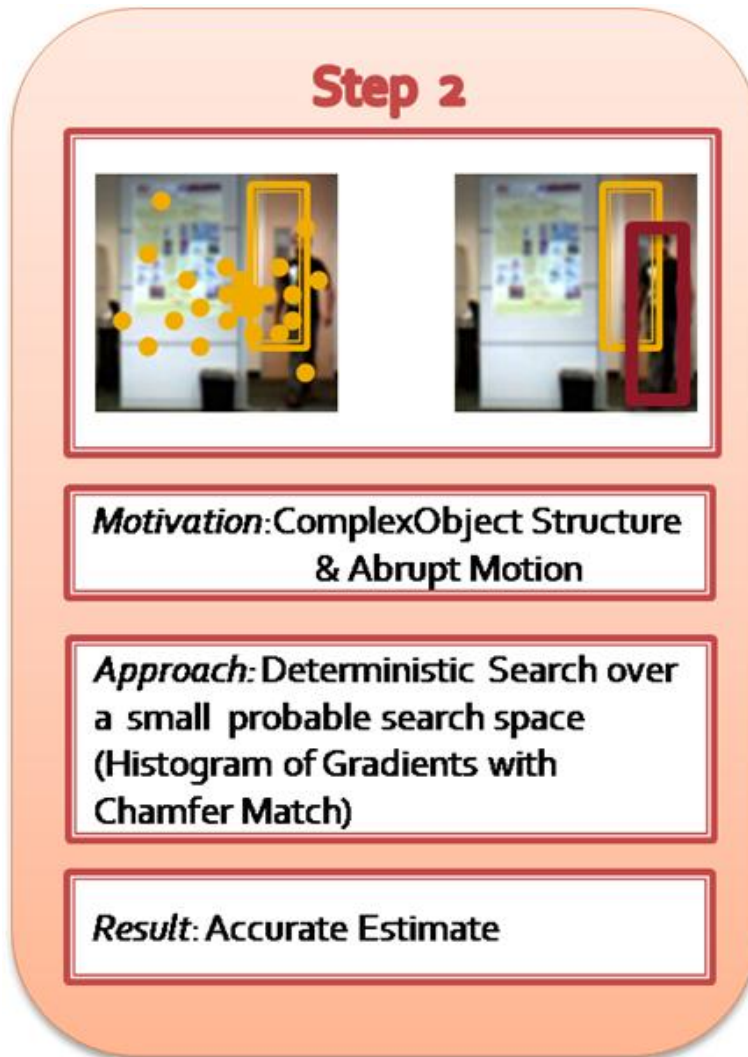 Step 2
Motivation:ComplexObject Structure
& Abrupt Motion
Approach: Deterministic Search over
a small probable search space
(Histogram of Gradients with
Chamfer Match)
Result: Accurate Estimate